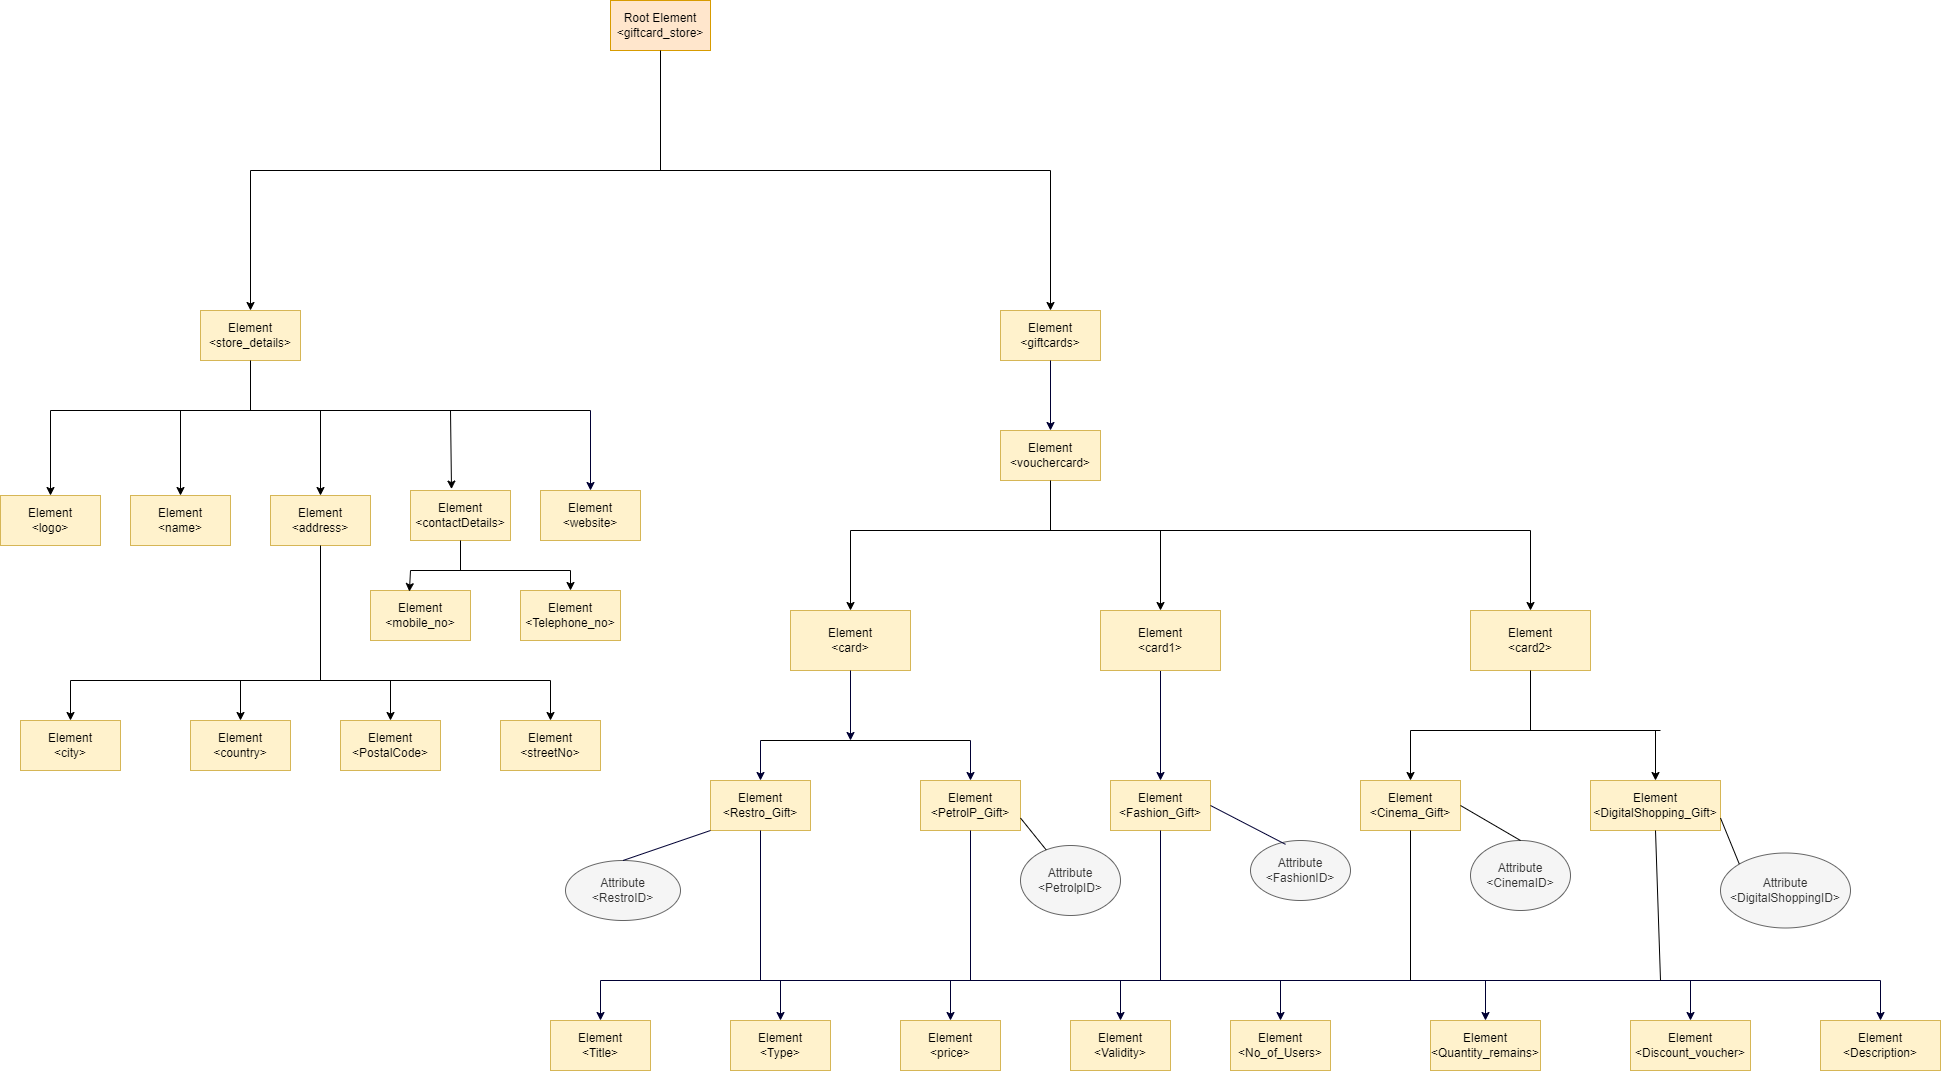 Root Element
<giftcard_store>
Element
<store_details>
Element
<giftcards>
Element
<vouchercard>
Element
<logo>
Element
<name>
Element
<address>
Element
<contactDetails>
Element
<website>
Element
<mobile_no>
Element
<Telephone_no>
Element
<card>
Element
<card1>
Element
<card2>
Element
<city>
Element
<country>
Element
<PostalCode>
Element
<streetNo>
Element
<Restro_Gift>
Element
<PetrolP_Gift>
Element
<Fashion_Gift>
Element
<Cinema_Gift>
Element
<DigitalShopping_Gift>
Attribute
<RestroID>
Attribute
<PetrolpID>
Attribute
<FashionID>
Attribute
<CinemaID>
Attribute
<DigitalShoppingID>
Element
<Title>
Element
<Type>
Element
<price>
Element
<Validity>
Element
<No_of_Users>
Element
<Quantity_remains>
Element
<Discount_voucher>
Element
<Description>